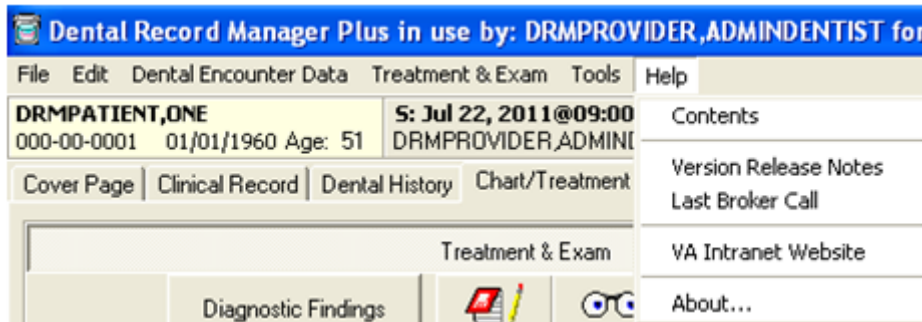 Dental Record Manager Plus in use by: DRMPROVIDER,ADMINDENTIST for
File Edit Dental Encounter Data Treatment & Exam Tools Help
DRMPATIENT,ONE
000-00-0001 01/01/1960 Age: 51
S: Jul 22, 2011@09:00
DRMPROVIDER,ADMIN
Cover Page Clinical Record Dental History Chart/Treatment
Treatment & Exam
Diagnostic Findings
Contents
Version Release Notes
Last Broker Call
VA Intranet Website
About...